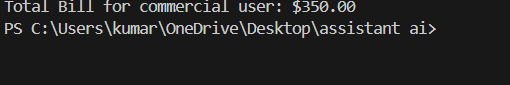 Total Bill for commercial user: $350.00
PS C:\Users\kumar\OneDrive\Desktop\assistant ai>